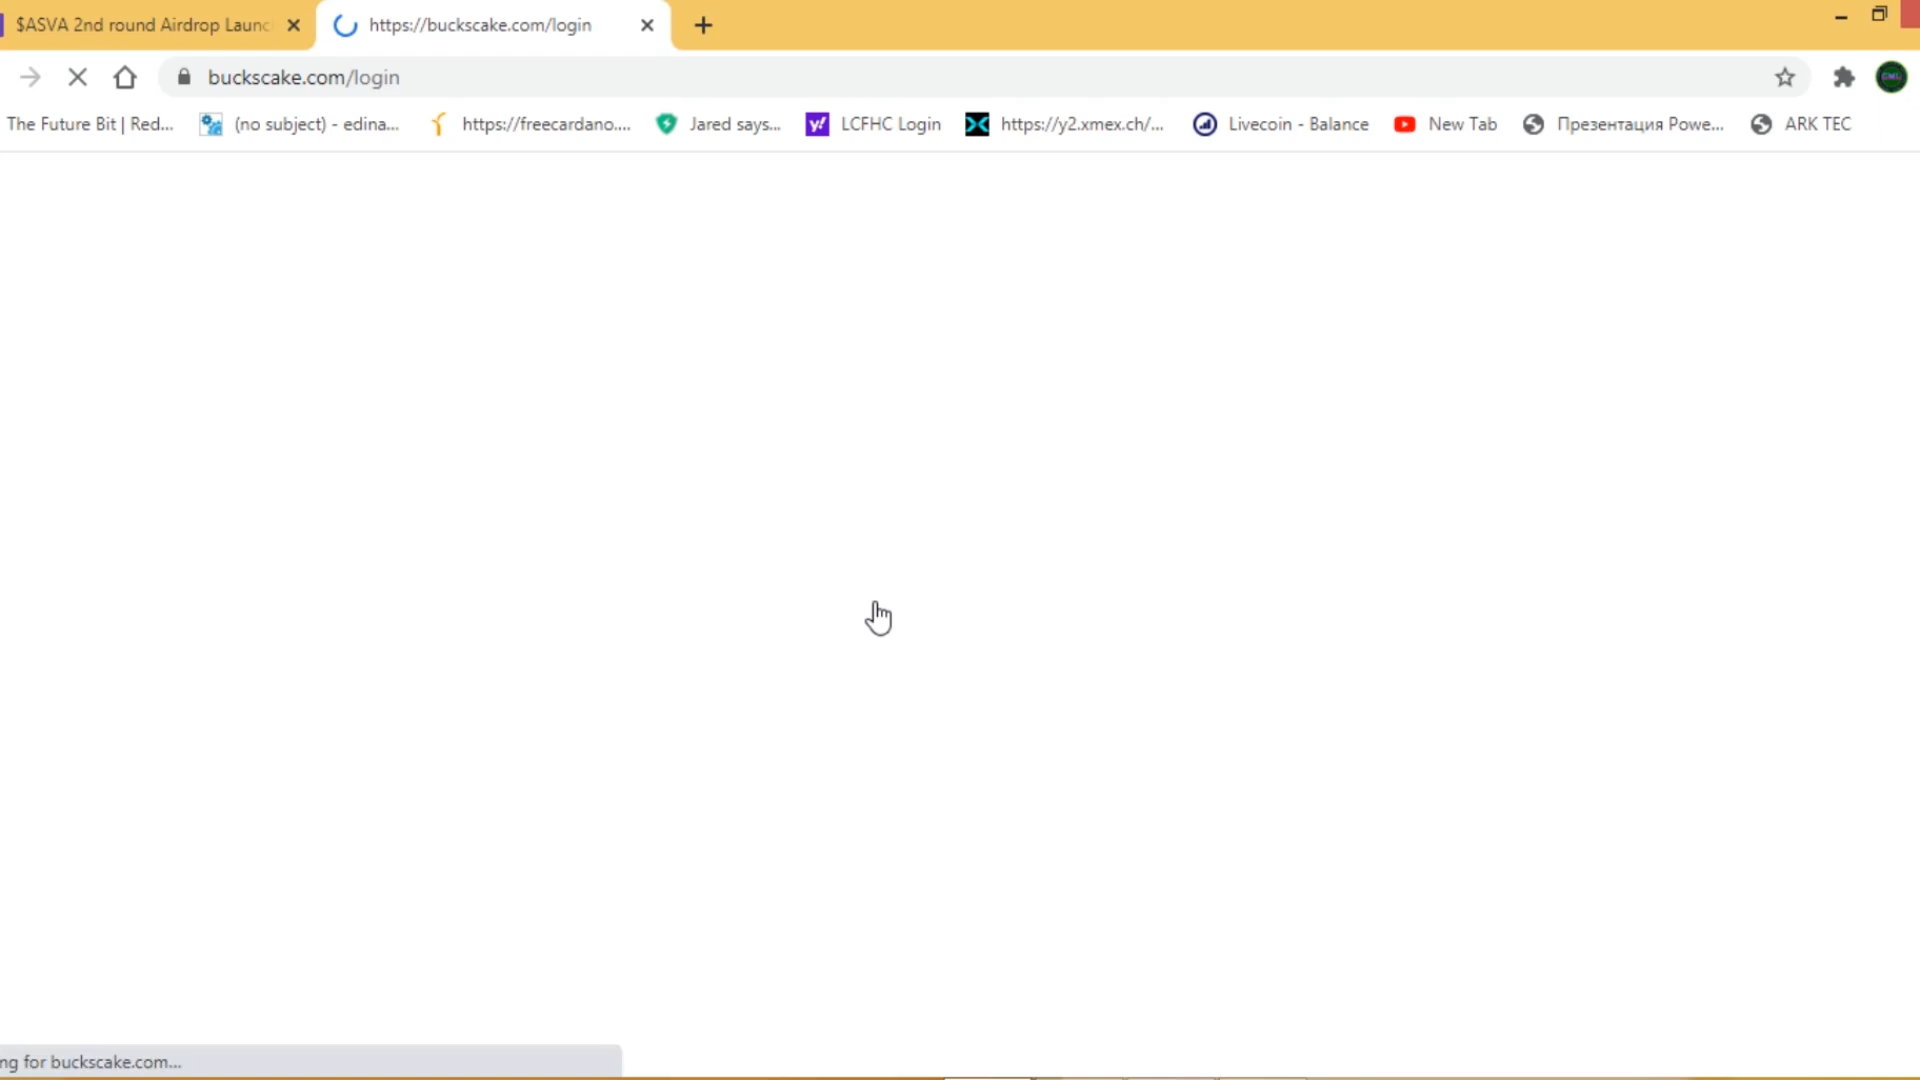 $ASVA 2nd round Airdrop Launc
https://buckscake.com/login
buckscake.com/login
The Future Bit | Red... (no subject) - edina... https://freecardano.... Jared says... LCFHC Login https://y2.xmex.ch/... Livecoin - Balance New Tab Презентация Powe... ARK TEC
ng for buckscake.com...